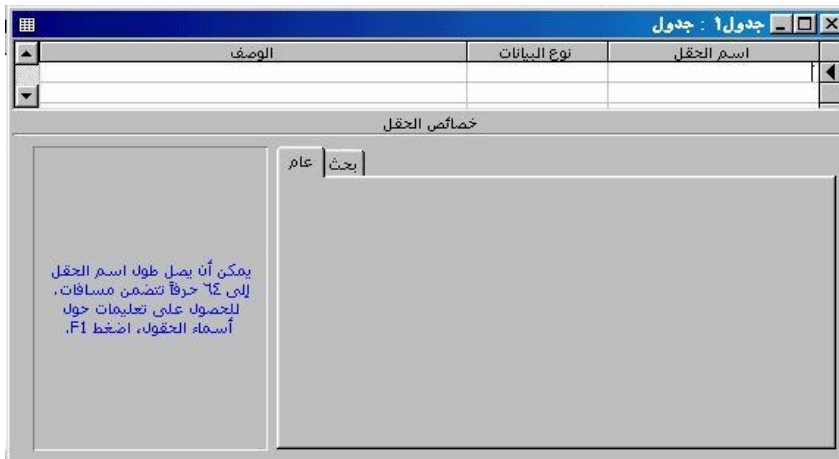 جدول١ : جدول
اسم الحقل نوع البيانات الوصف
خصائص الحقل
عام بحث
يمكن أن يصل طول اسم الحقل
إلى ٦٤ حرفاً تتضمن مسافات.
للحصول على تعليمات حول
أسماء الحقول، اضغط F1.